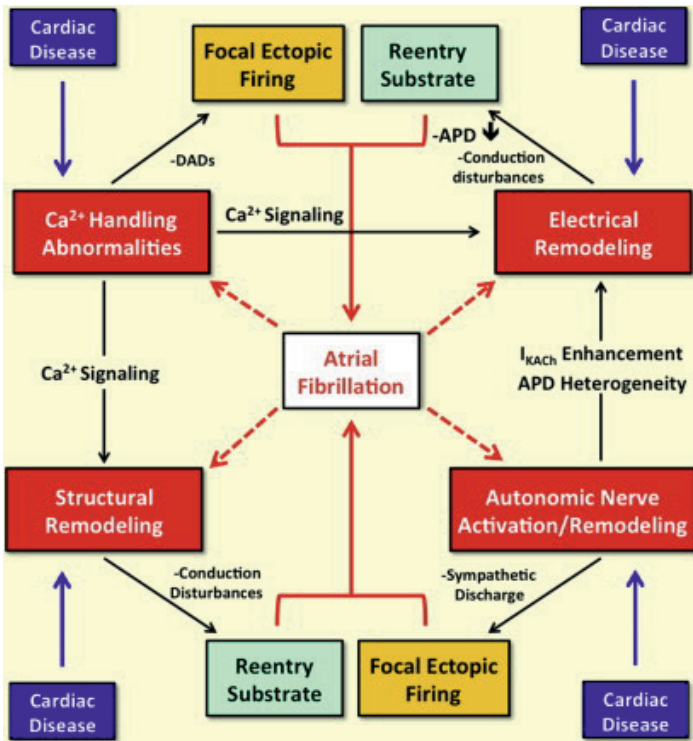 Cardiac
Disease
Focal Ectopic
Firing
Reentry
Substrate
Cardiac
Disease
-DADs
-APD ↓
-Conduction
disturbances
Ca²⁺ Handling
Abnormalities
Ca²⁺ Signaling
Electrical
Remodeling
Ca²⁺ Signaling
Atrial
Fibrillation
I_KACh Enhancement
APD Heterogeneity
Structural
Remodeling
Autonomic Nerve
Activation/Remodeling
-Conduction
Disturbances
-Sympathetic
Discharge
Cardiac
Disease
Reentry
Substrate
Focal Ectopic
Firing
Cardiac
Disease